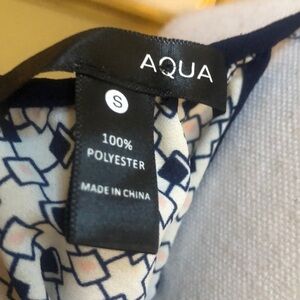 AQUA
S
100%
POLYESTER
MADE IN CHINA